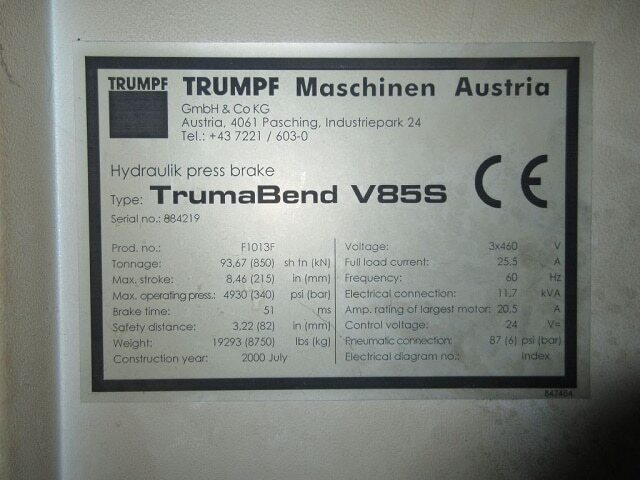 TRUMPF
TRUMPF Maschinen Austria
GmbH & Co KG
Austria, 4061 Pasching, Industriepark 24
Tel.: +43 7221 / 603-0
Hydraulik press brake
Type: TrumaBend V85S
Serial no.: 884219
CE
Prod. no.: F1013F
Tonnage: 93,67 (850) sh tn (kN)
Max. stroke: 8,46 (215) in (mm)
Max. operating press.: 4930 (340) psi (bar)
Brake time: 51 ms
Safety distance: 3,22 (82) in (mm)
Weight: 19293 (8750) lbs (kg)
Construction year: 2000 July
Voltage: 3x460 V
Full load current: 25,5 A
Frequency: 60 Hz
Electrical connection: 11,7 kVA
Amp. rating of largest motor: 20,5 A
Control voltage: 24 V=
Pneumatic connection: 87 (6) psi (bar)
Electrical diagram no.: Index
847484